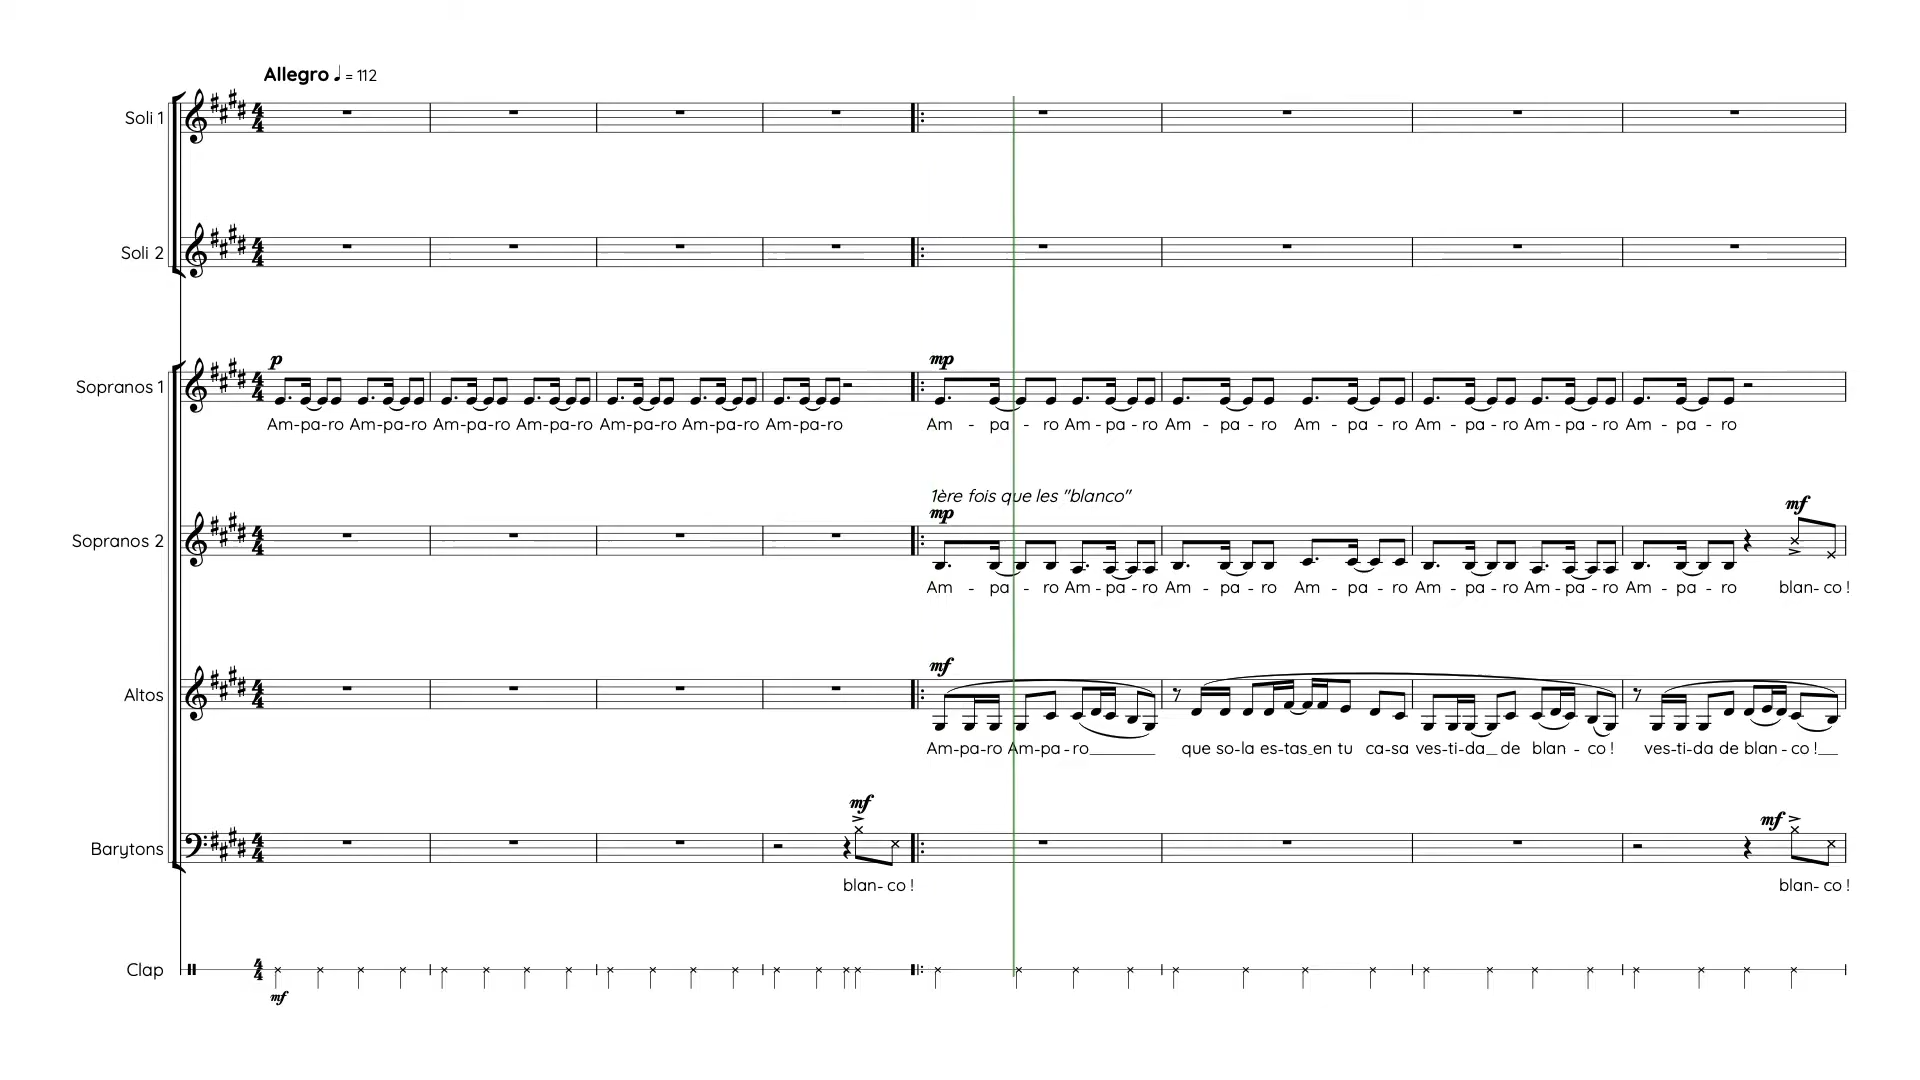 Allegro ♩ = 112
Soli 1
Soli 2
p mp
Sopranos 1
Am-pa-ro Am-pa-ro Am-pa-ro Am-pa-ro Am-pa-ro Am-pa-ro Am-pa-ro Am - pa - ro Am - pa - ro Am - pa - ro Am - pa - ro Am - pa - ro Am - pa - ro Am - pa - ro
1ère fois que les "blanco"
mp mf
Sopranos 2
Am - pa - ro Am - pa - ro Am - pa - ro Am - pa - ro Am - pa - ro Am - pa - ro Am - pa - ro blan- co !
mf
Altos
Am-pa-ro Am-pa-ro____ que so-la es-tas_en tu ca-sa ves-ti-da_ de blan - co ! ves-ti-da de blan - co !__
mf mf
Barytons
blan- co ! blan- co !
Clap
mf